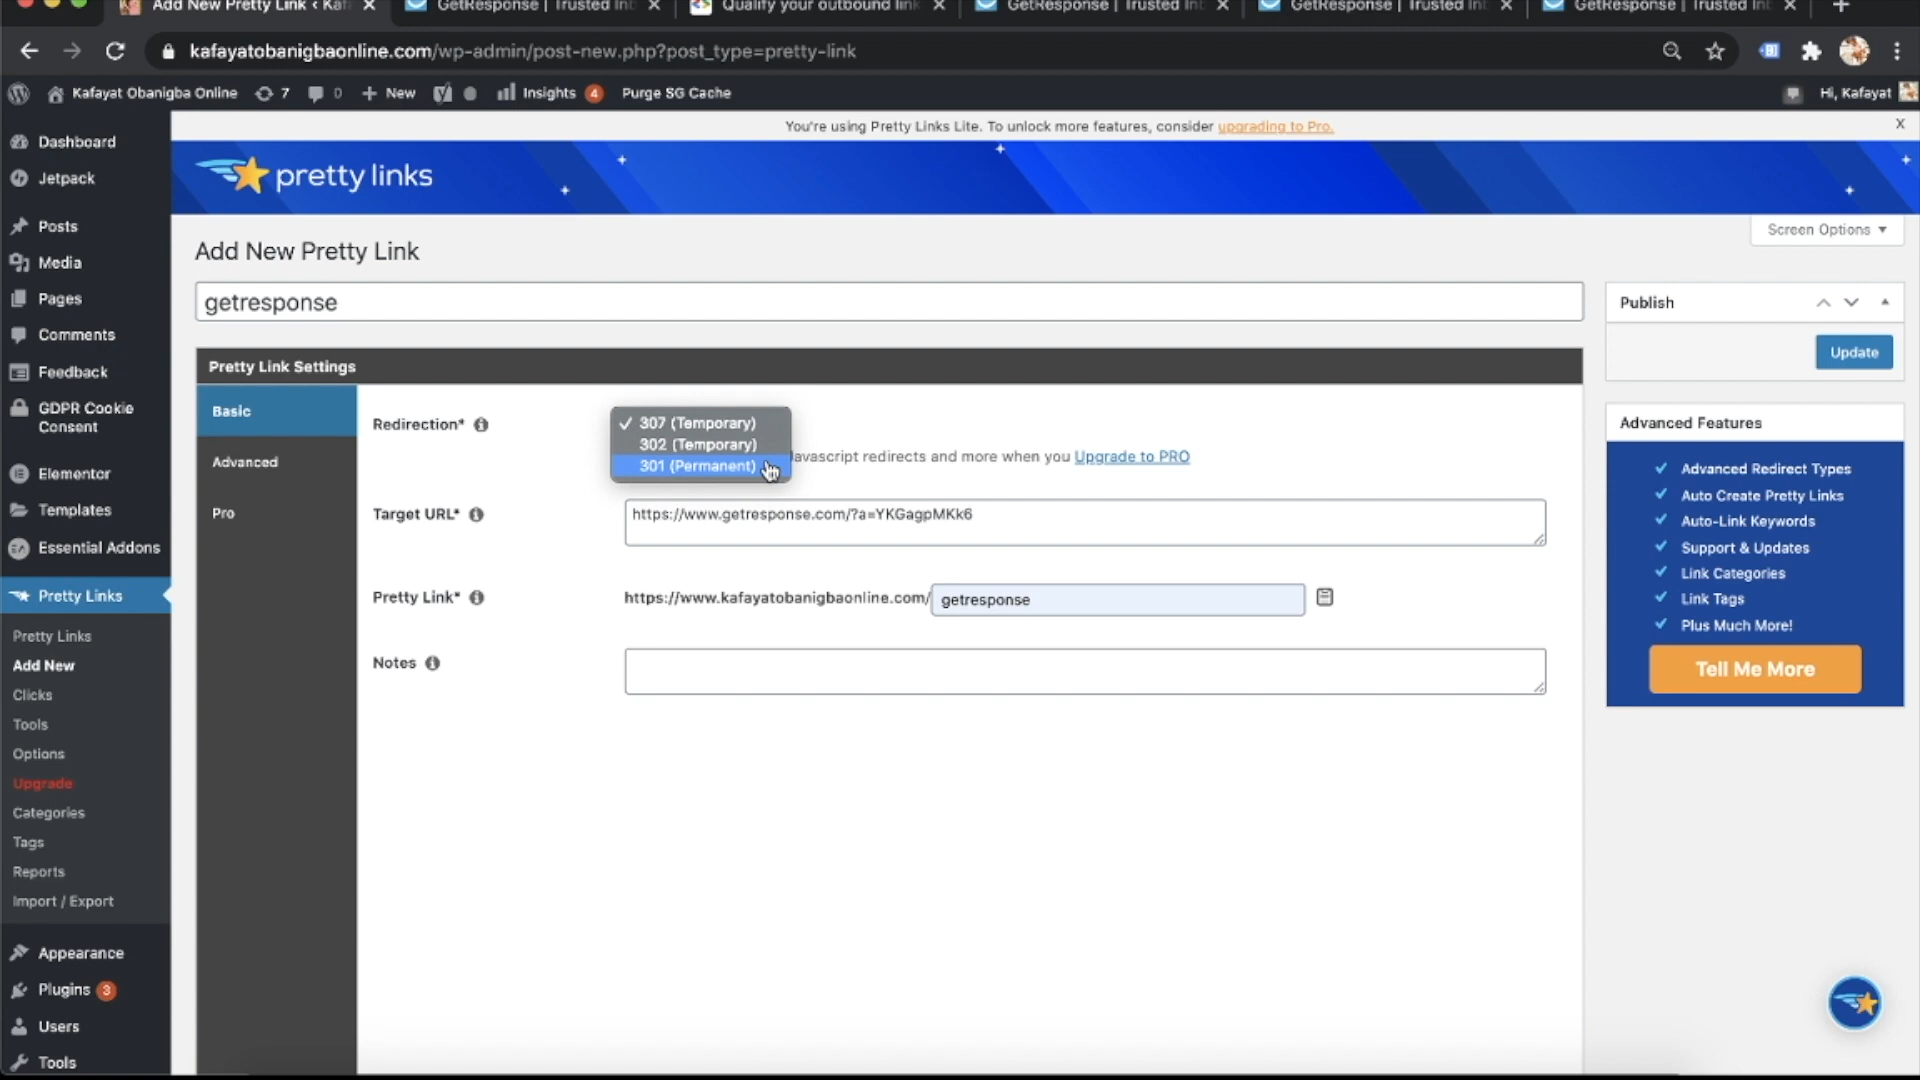 Add New Pretty Link ‹ Kafa
GetResponse | Trusted Int
Qualify your outbound link
GetResponse | Trusted Int
GetResponse | Trusted Int
GetResponse | Trusted Int
kafayatobanigbaonline.com/wp-admin/post-new.php?post_type=pretty-link
Kafayat Obanigba Online
7
0
New
Insights
4
Purge SG Cache
Hi, Kafayat
You're using Pretty Links Lite. To unlock more features, consider upgrading to Pro.
X
pretty links
Screen Options
Dashboard
Jetpack
Posts
Media
Pages
Comments
Feedback
GDPR Cookie
Consent
Elementor
Templates
Essential Addons
Pretty Links
Pretty Links
Add New
Clicks
Tools
Options
Upgrade
Categories
Tags
Reports
Import / Export
Appearance
Plugins 3
Users
Tools
Add New Pretty Link
getresponse
Pretty Link Settings
Basic
Advanced
Pro
Redirection*
307 (Temporary)
302 (Temporary)
301 (Permanent)
Javascript redirects and more when you Upgrade to PRO
Target URL*
https://www.getresponse.com/?a=YKGagpMKk6
Pretty Link*
https://www.kafayatobanigbaonline.com/
getresponse
Notes
Publish
Update
Advanced Features
Advanced Redirect Types
Auto Create Pretty Links
Auto-Link Keywords
Support & Updates
Link Categories
Link Tags
Plus Much More!
Tell Me More